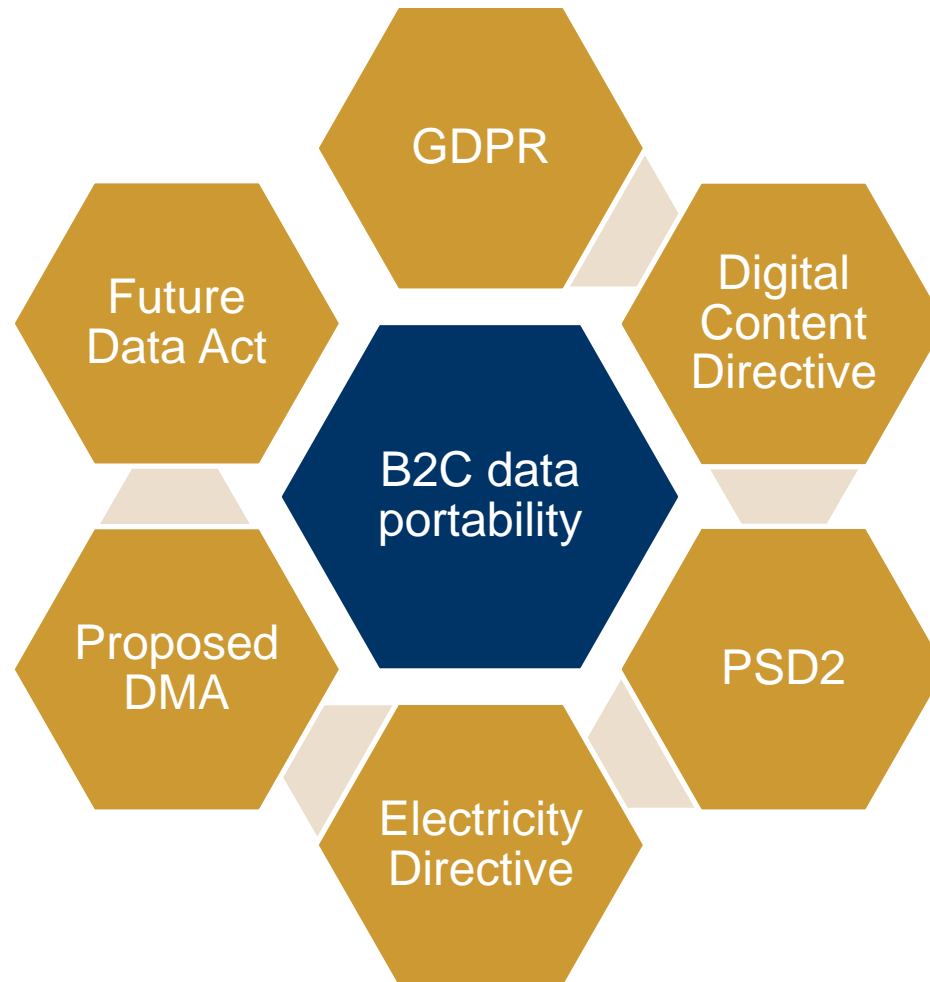 GDPR
Digital
Content
Directive
PSD2
Electricity
Directive
Proposed
DMA
Future
Data Act
B2C data
portability